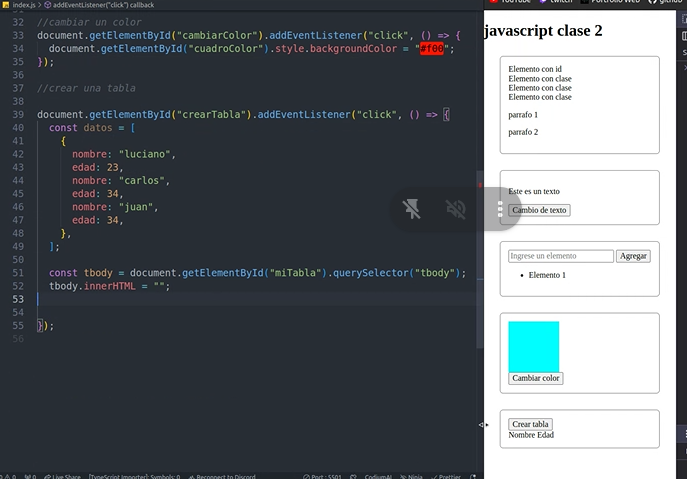 index.js > addEventListener("click") callback
YouTube twitch Portfolio Web github
32 //cambiar un color
33 document.getElementById("cambiarColor").addEventListener("click", () => {
34 document.getElementById("cuadroColor").style.backgroundColor = "#f00";
35 });
36
37 //crear una tabla
38
39 document.getElementById("crearTabla").addEventListener("click", () => {
40 const datos = [
41 {
42 nombre: "luciano",
43 edad: 23,
44 nombre: "carlos",
45 edad: 34,
46 nombre: "juan",
47 edad: 34,
48 },
49 ];
50
51 const tbody = document.getElementById("miTabla").querySelector("tbody");
52 tbody.innerHTML = "";
53
54
55 });
56
javascript clase 2
Elemento con id
Elemento con clase
Elemento con clase
Elemento con clase
parrafo 1
parrafo 2
Este es un texto
Cambio de texto
Ingrese un elemento Agregar
Elemento 1
Cambiar color
Crear tabla
Nombre Edad
0 0 Live Share [TypeScript Importer]: Symbols: 0 Reconnect to Discord Port : 5501 CodiumAI Ninja Prettier